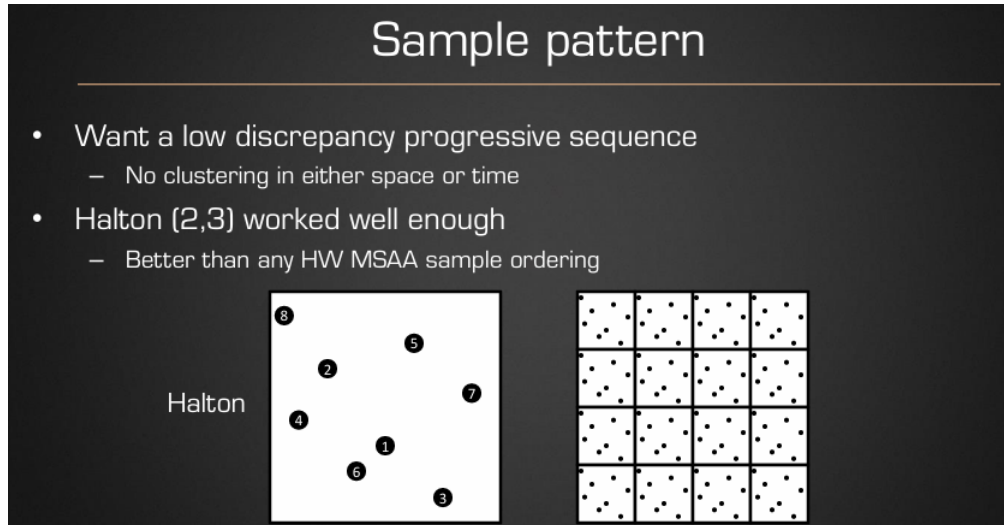 Sample pattern
• Want a low discrepancy progressive sequence
– No clustering in either space or time
• Halton (2,3) worked well enough
– Better than any HW MSAA sample ordering
8
5
2
7
Halton
4
1
6
3